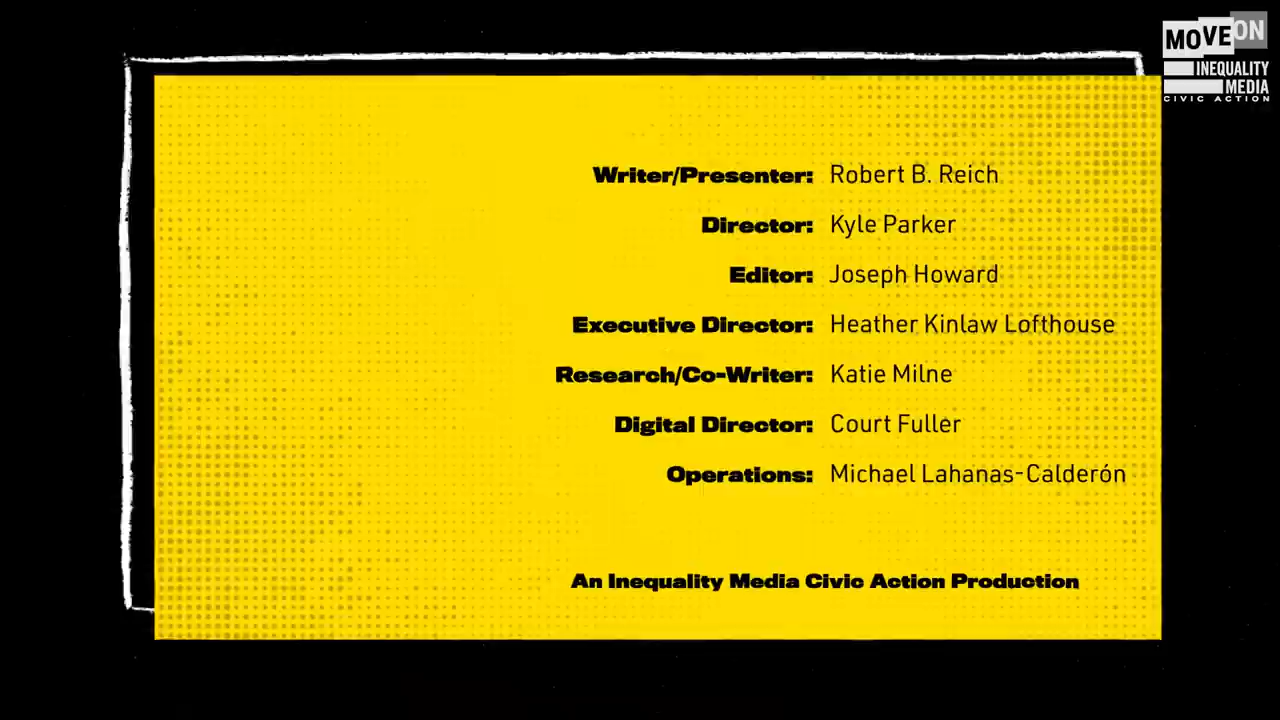 MOVEON
INEQUALITY
MEDIA
CIVIC ACTION
Writer/Presenter: Robert B. Reich
Director: Kyle Parker
Editor: Joseph Howard
Executive Director: Heather Kinlaw Lofthouse
Research/Co-Writer: Katie Milne
Digital Director: Court Fuller
Operations: Michael Lahanas-Calderón
An Inequality Media Civic Action Production